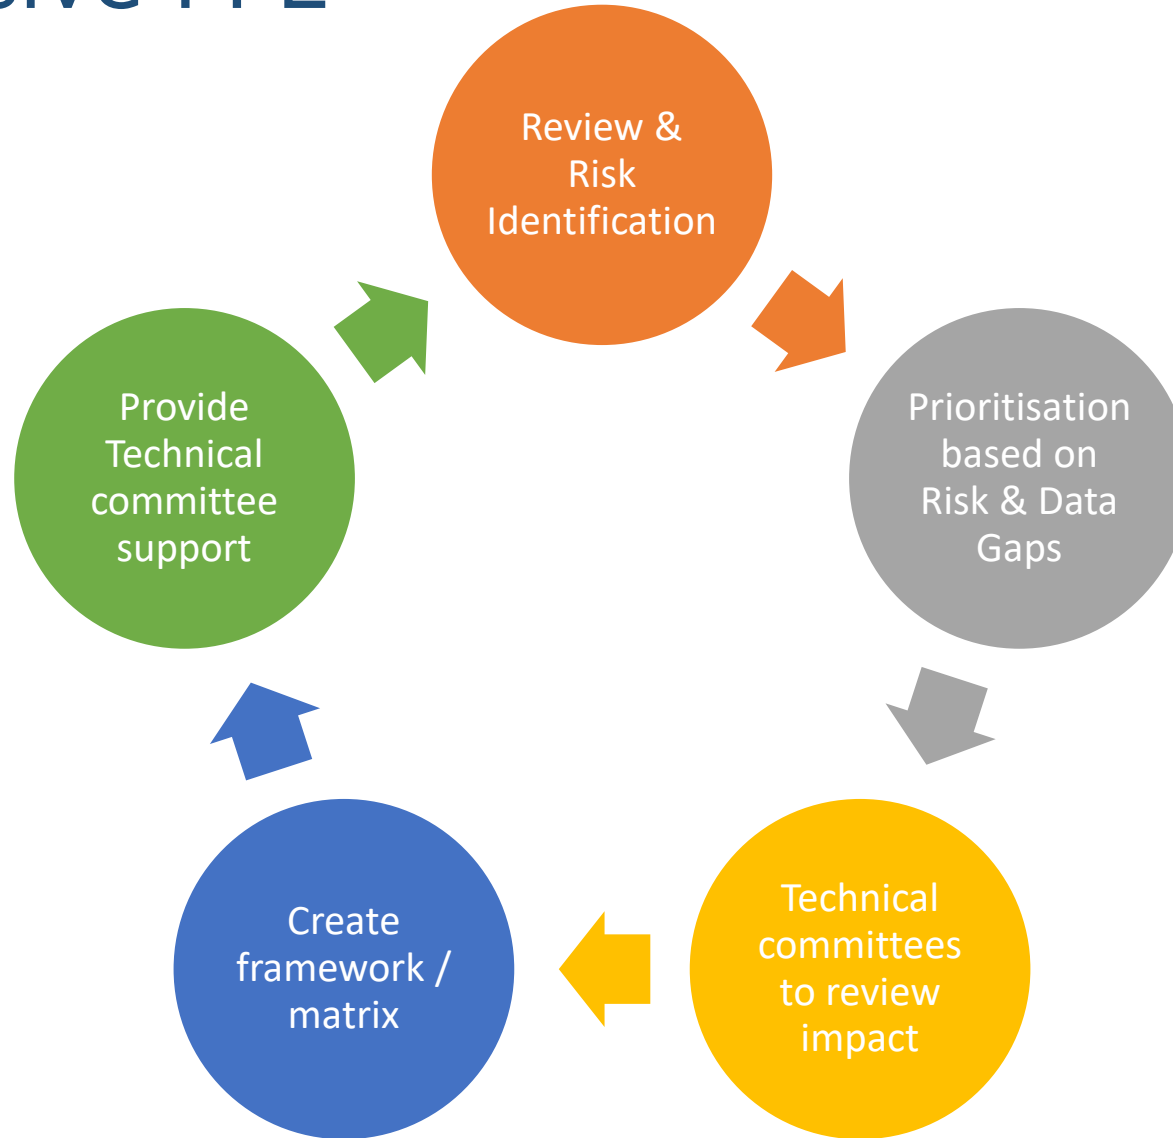 PPE
Review &
Risk
Identification
Prioritisation
based on
Risk & Data
Gaps
Technical
committees
to review
impact
Create
framework /
matrix
Provide
Technical
committee
support